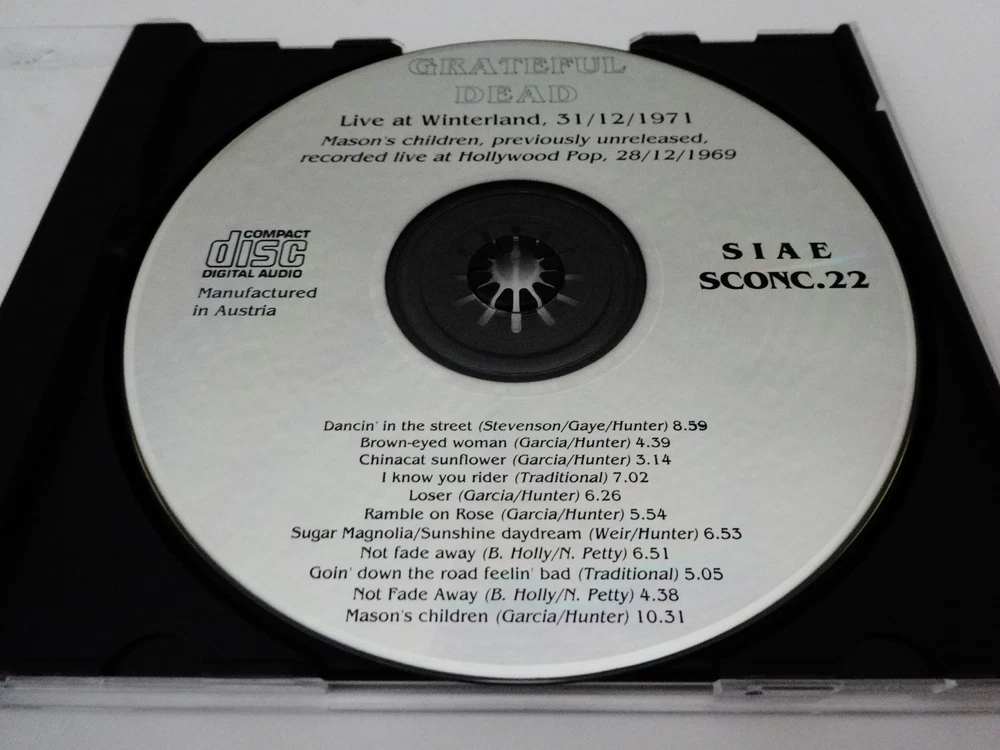 GRATEFUL
DEAD
Live at Winterland, 31/12/1971
Mason's children, previously unreleased,
recorded live at Hollywood Pop, 28/12/1969
COMPACT
disc
DIGITAL AUDIO
Manufactured
in Austria
SIAE
SCONC.22
Dancin' in the street (Stevenson/Gaye/Hunter) 8.59
Brown-eyed woman (Garcia/Hunter) 4.39
Chinacat sunflower (Garcia/Hunter) 3.14
I know you rider (Traditional) 7.02
Loser (Garcia/Hunter) 6.26
Ramble on Rose (Garcia/Hunter) 5.54
Sugar Magnolia/Sunshine daydream (Weir/Hunter) 6.53
Not fade away (B. Holly/N. Petty) 6.51
Goin' down the road feelin' bad (Traditional) 5.05
Not Fade Away (B. Holly/N. Petty) 4.38
Mason's children (Garcia/Hunter) 10.31